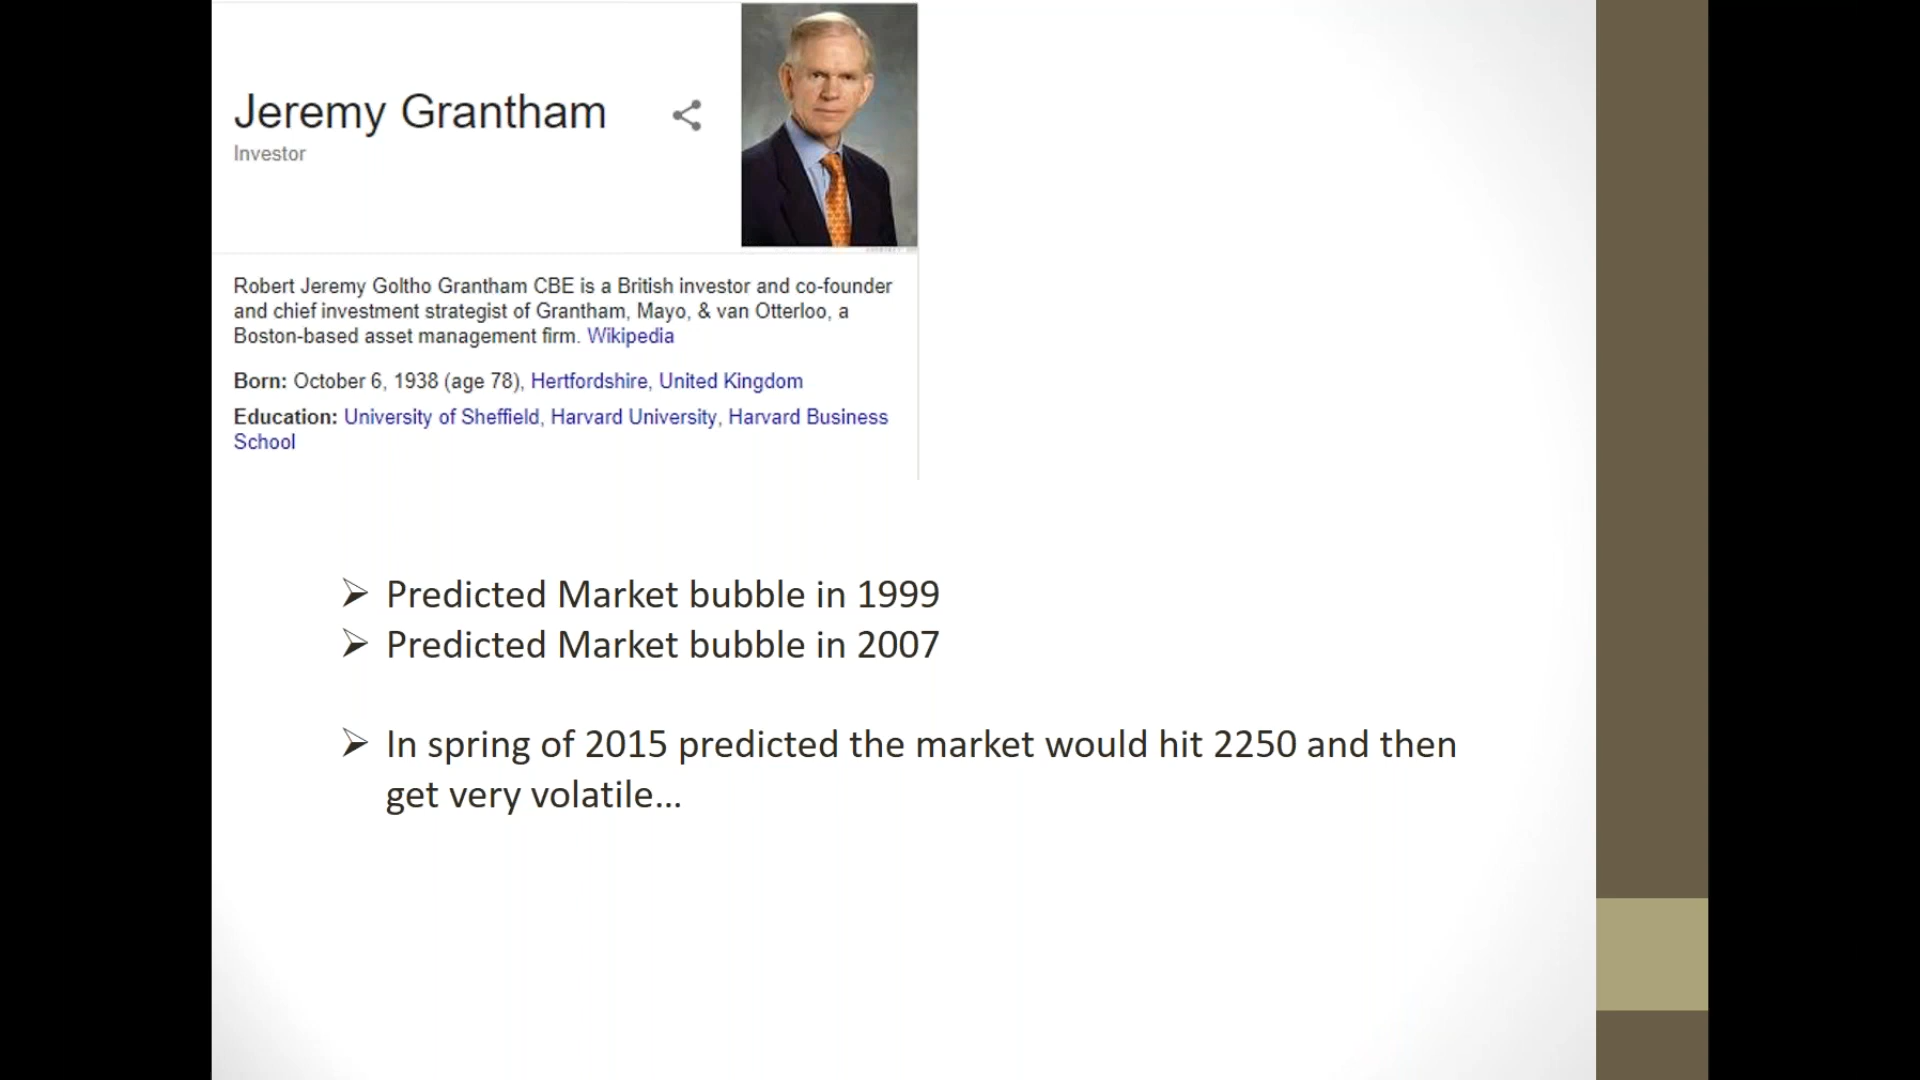 Jeremy Grantham
Investor
Robert Jeremy Goltho Grantham CBE is a British investor and co-founder
and chief investment strategist of Grantham, Mayo, & van Otterloo, a
Boston-based asset management firm. Wikipedia
Born: October 6, 1938 (age 78), Hertfordshire, United Kingdom
Education: University of Sheffield, Harvard University, Harvard Business
School
➢ Predicted Market bubble in 1999
➢ Predicted Market bubble in 2007
➢ In spring of 2015 predicted the market would hit 2250 and then
get very volatile...